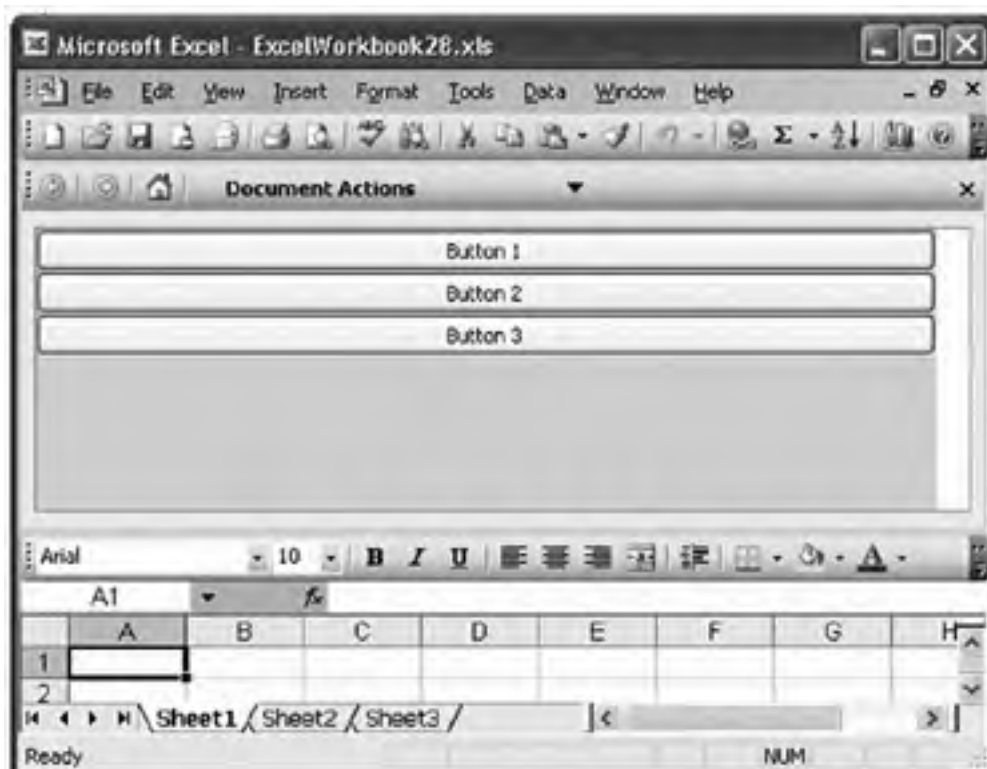 Microsoft Excel - ExcelWorkbook28.xls
File Edit View Insert Format Tools Data Window Help
Document Actions
Button 1
Button 2
Button 3
Arial 10 B I U A
A1 fx
A B C D E F G H
1
2
Sheet1 Sheet2 Sheet3
Ready NUM